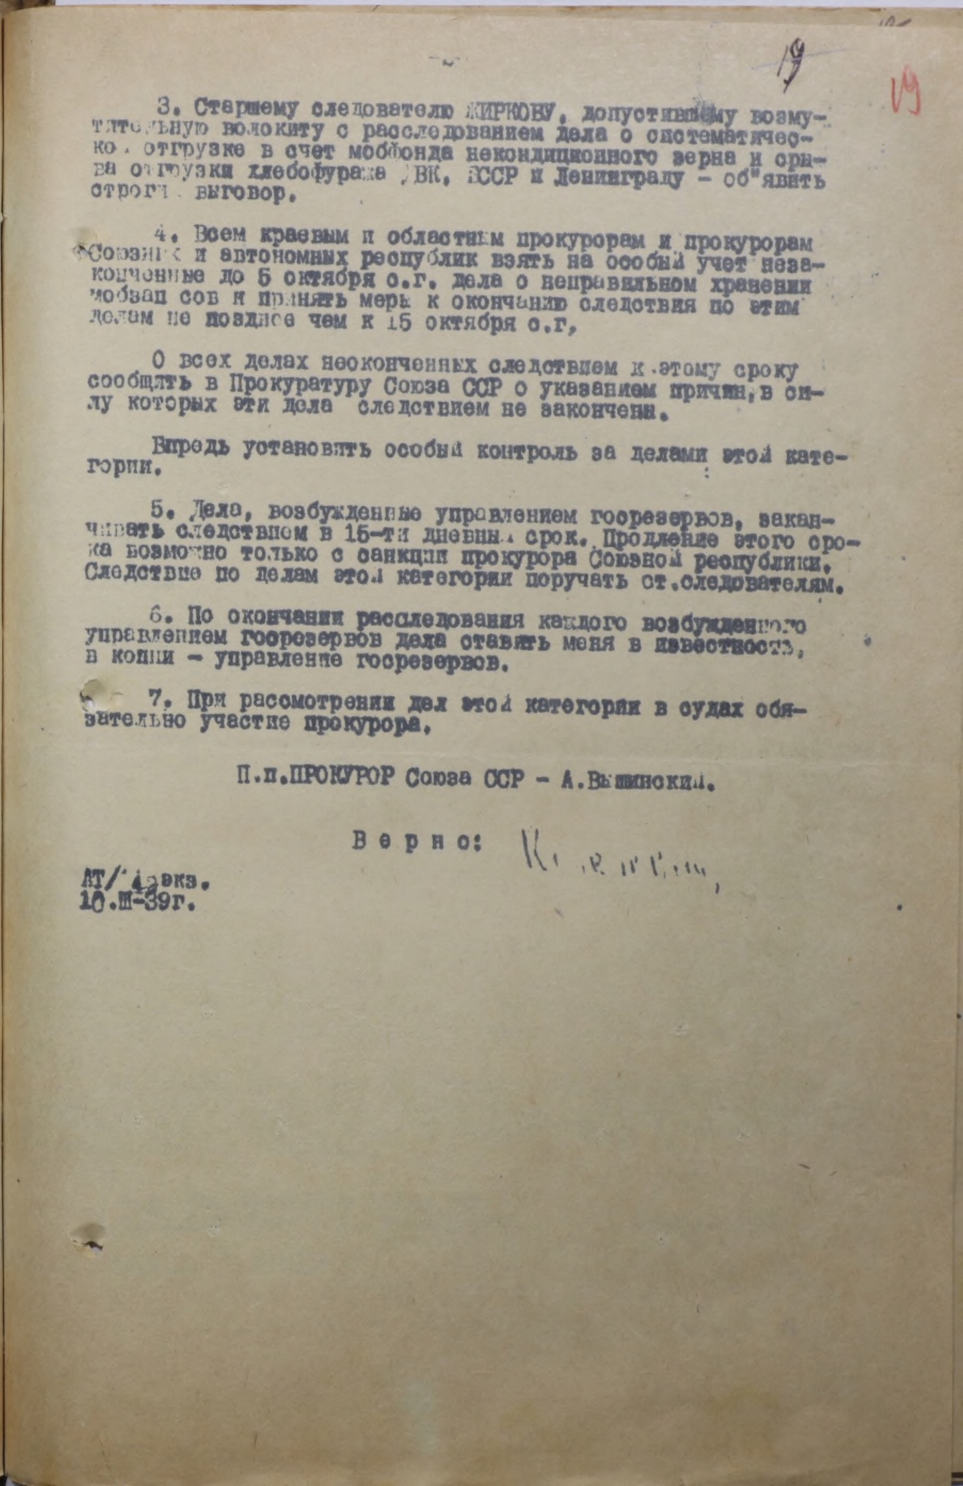 19
19
3. Старшему следователю ЖИРКОВУ, допустившему возму-
тительную волокиту с расследованием дела о систематичес-
кой отгрузке в счет мобфонда некондиционного зерна и сры-
ва отгрузки хлебофуража ДВК, БССР и Ленинграду - об"явить
строгий выговор.
4. Всем краевым и областным прокурорам и прокурорам
Союзных и автономных республик взять на особый учет неза-
конченные до 5 октября с.г. дела о неправильном хранении
мобзапасов и принять меры к окончанию следствия по этим
делам не позднее чем к 15 октября с.г,
О всех делах неоконченных следствием к этому сроку
сообщить в Прокуратуру Союза ССР с указанием причин, в си-
лу которых эти дела следствием не закончены.
Впредь установить особый контроль за делами этой кате-
гории.
5. Дела, возбужденные управлением госрезервов, закан-
чивать следствием в 15-ти дневный срок. Продление этого сро-
ка возможно только с санкции прокурора Союзной республики.
Следствие по делам этой категории поручать ст.следователям.
6. По окончании расследования каждого возбужденного
управлением госрезервов дела ставить меня в известность,
в копии - управление госрезервов.
7. При рассмотрении дел этой категории в судах обя-
зательно участие прокурора.
П.п.ПРОКУРОР Союза ССР - А.Вышинский.
Верно:
АТ/ экз.
10.Ш-39г.